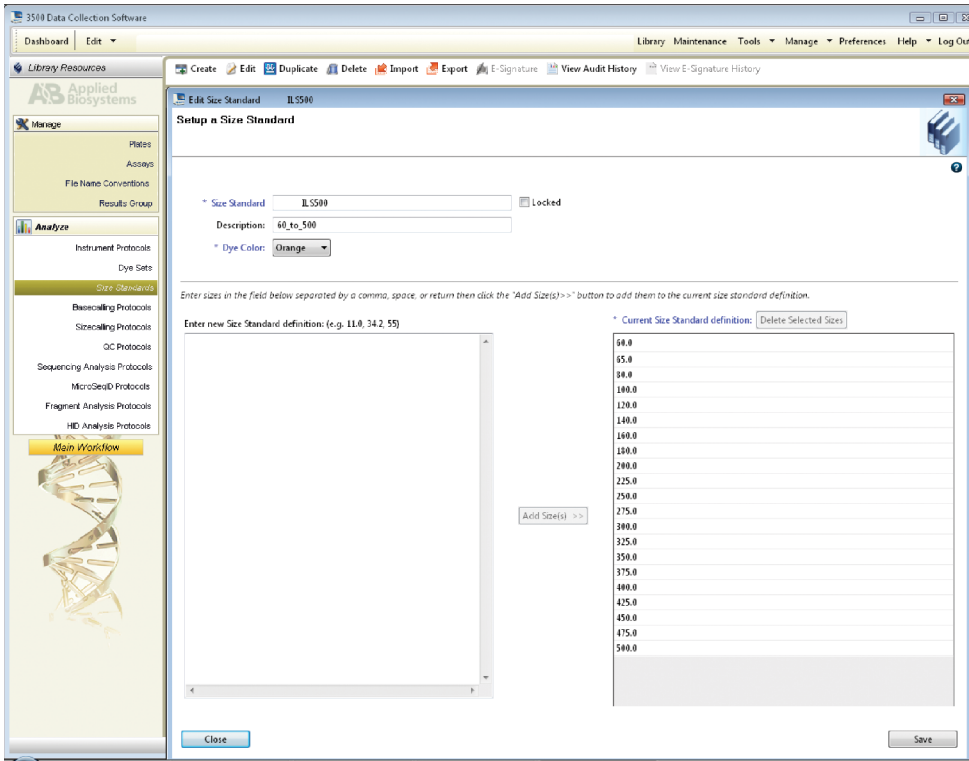 3500 Data Collection Software
Dashboard Edit Library Maintenance Tools Manage Preferences Help Log Out
Library Resources
Create Edit Duplicate Delete Import Export E-Signature View Audit History View E-Signature History
AB Applied Biosystems
Edit Size Standard ILS500
Setup a Size Standard
Manage
Plates
Assays
File Name Conventions
Results Group
Analyze
Instrument Protocols
Dye Sets
Size Standards
Basecalling Protocols
Sizecalling Protocols
QC Protocols
Sequencing Analysis Protocols
MicroSeqID Protocols
Fragment Analysis Protocols
HID Analysis Protocols
Main Workflow
* Size Standard ILS500 Locked
Description: 60_to_500
* Dye Color: Orange
Enter sizes in the field below separated by a comma, space, or return then click the "Add Size(s)>>" button to add them to the current size standard definition.
Enter new Size Standard definition: (e.g. 11.0, 34.2, 55)
* Current Size Standard definition: Delete Selected Sizes
60.0
65.0
80.0
100.0
120.0
140.0
160.0
180.0
200.0
225.0
250.0
275.0
300.0
325.0
350.0
375.0
400.0
425.0
450.0
475.0
500.0
Add Size(s) >>
Close
Save